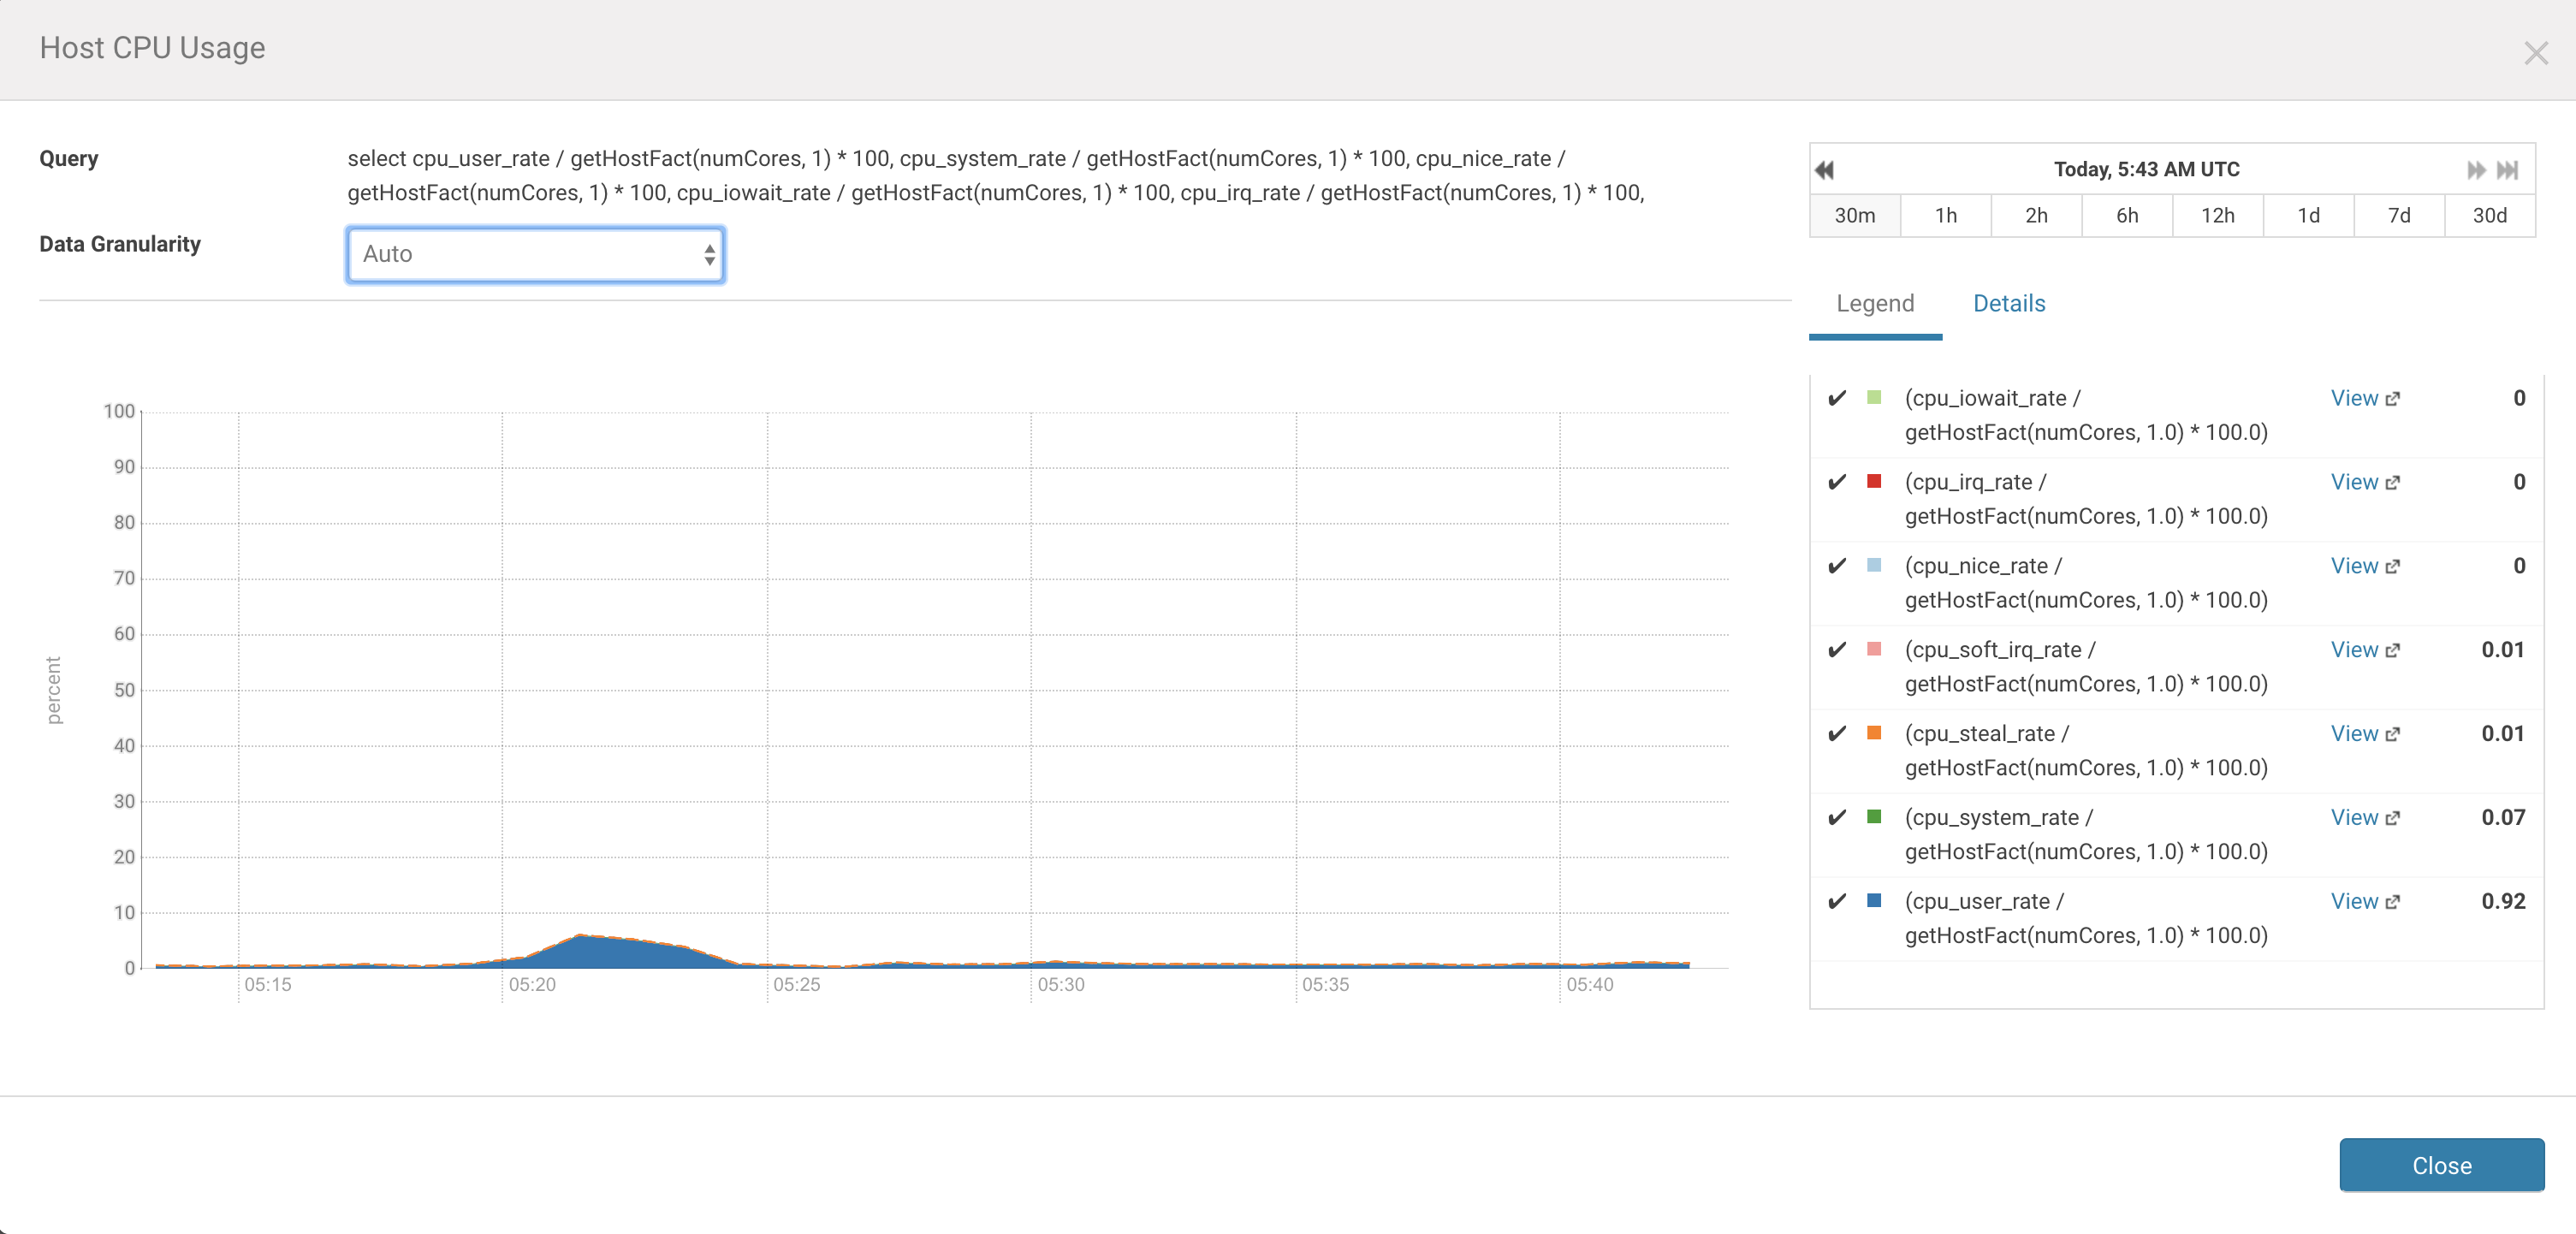 Host CPU Usage
Query
select cpu_user_rate / getHostFact(numCores, 1) * 100, cpu_system_rate / getHostFact(numCores, 1) * 100, cpu_nice_rate /
getHostFact(numCores, 1) * 100, cpu_iowait_rate / getHostFact(numCores, 1) * 100, cpu_irq_rate / getHostFact(numCores, 1) * 100,
Data Granularity
Auto
Today, 5:43 AM UTC
30m 1h 2h 6h 12h 1d 7d 30d
Legend Details
percent
100
90
80
70
60
50
40
30
20
10
0
05:15 05:20 05:25 05:30 05:35 05:40
(cpu_iowait_rate / View 0
getHostFact(numCores, 1.0) * 100.0)
(cpu_irq_rate / View 0
getHostFact(numCores, 1.0) * 100.0)
(cpu_nice_rate / View 0
getHostFact(numCores, 1.0) * 100.0)
(cpu_soft_irq_rate / View 0.01
getHostFact(numCores, 1.0) * 100.0)
(cpu_steal_rate / View 0.01
getHostFact(numCores, 1.0) * 100.0)
(cpu_system_rate / View 0.07
getHostFact(numCores, 1.0) * 100.0)
(cpu_user_rate / View 0.92
getHostFact(numCores, 1.0) * 100.0)
Close